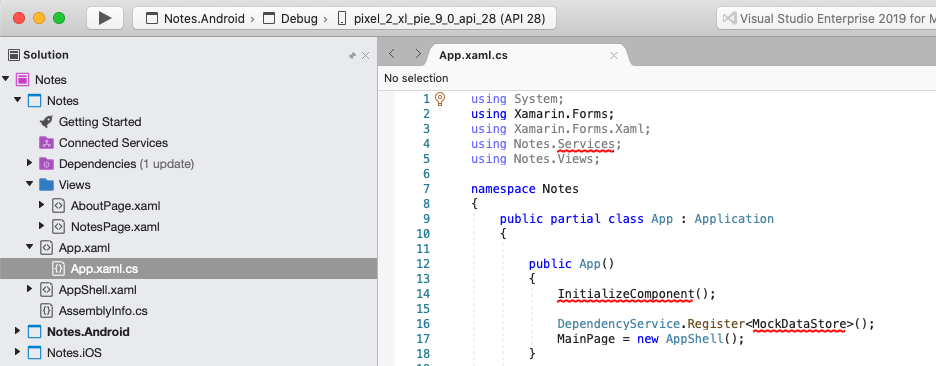 Notes.Android > Debug > pixel_2_xl_pie_9_0_api_28 (API 28)
Visual Studio Enterprise 2019 for M
Solution
Notes
Notes
Getting Started
Connected Services
Dependencies (1 update)
Views
AboutPage.xaml
NotesPage.xaml
App.xaml
App.xaml.cs
AppShell.xaml
AssemblyInfo.cs
Notes.Android
Notes.iOS
App.xaml.cs
No selection
1 using System;
2 using Xamarin.Forms;
3 using Xamarin.Forms.Xaml;
4 using Notes.Services;
5 using Notes.Views;
6
7 namespace Notes
8 {
9 public partial class App : Application
10 {
11
12 public App()
13 {
14 InitializeComponent();
15
16 DependencyService.Register<MockDataStore>();
17 MainPage = new AppShell();
18 }